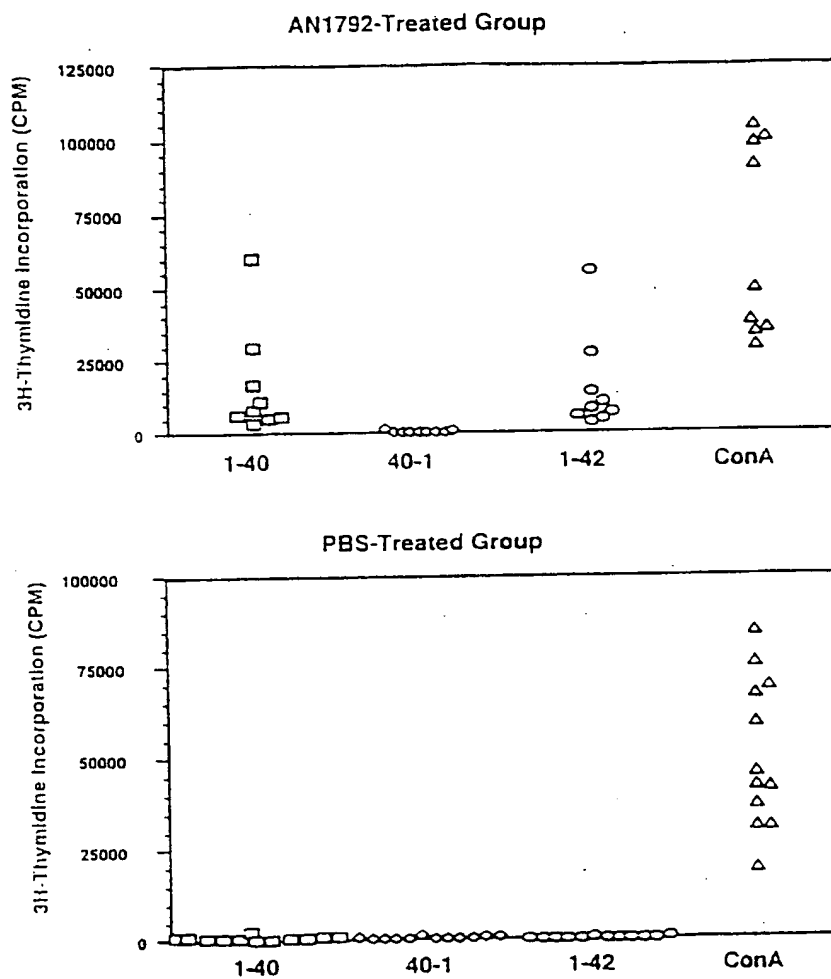 AN1792-Treated Group
3H-Thymidine Incorporation (CPM)
125000
100000
75000
50000
25000
0
1-40
40-1
1-42
ConA
PBS-Treated Group
3H-Thymidine Incorporation (CPM)
100000
75000
50000
25000
0
1-40
40-1
1-42
ConA